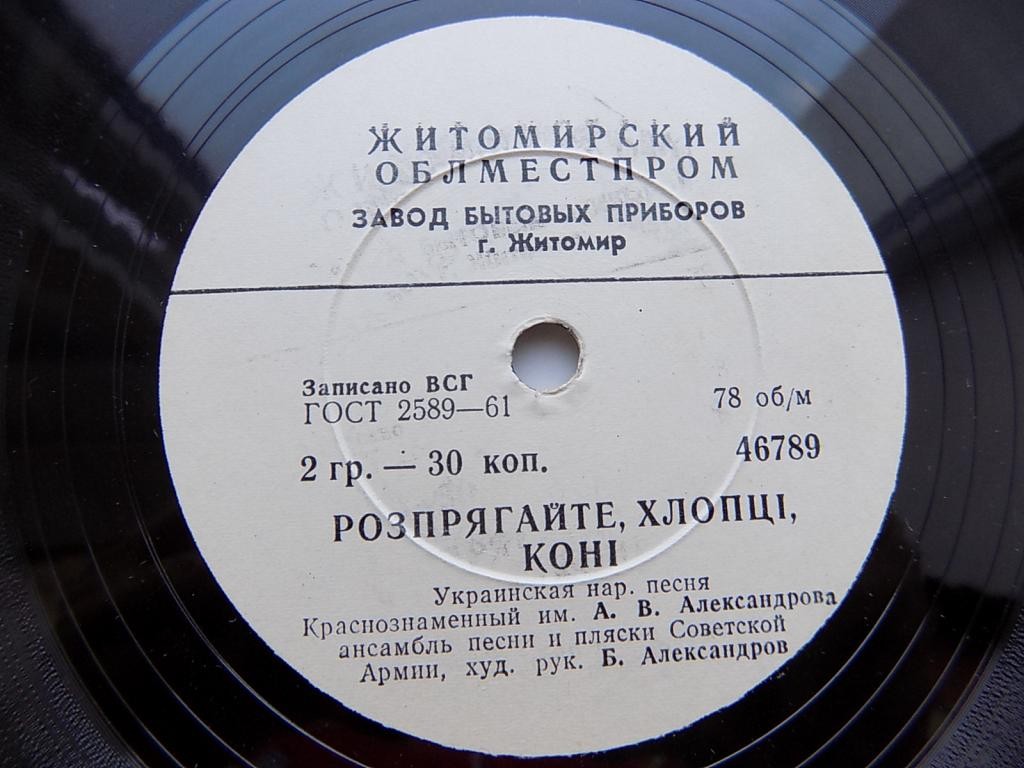 ЖИТОМИРСКИЙ
ОБЛМЕСТПРОМ
ЗАВОД БЫТОВЫХ ПРИБОРОВ
г. Житомир
Записано ВСГ
ГОСТ 2589—61
78 об/м
2 гр. — 30 коп.
46789
РОЗПРЯГАЙТЕ, ХЛОПЦІ,
КОНІ
Украинская нар. песня
Краснознаменный им. А. В. Александрова
ансамбль песни и пляски Советской
Армии, худ. рук. Б. Александров